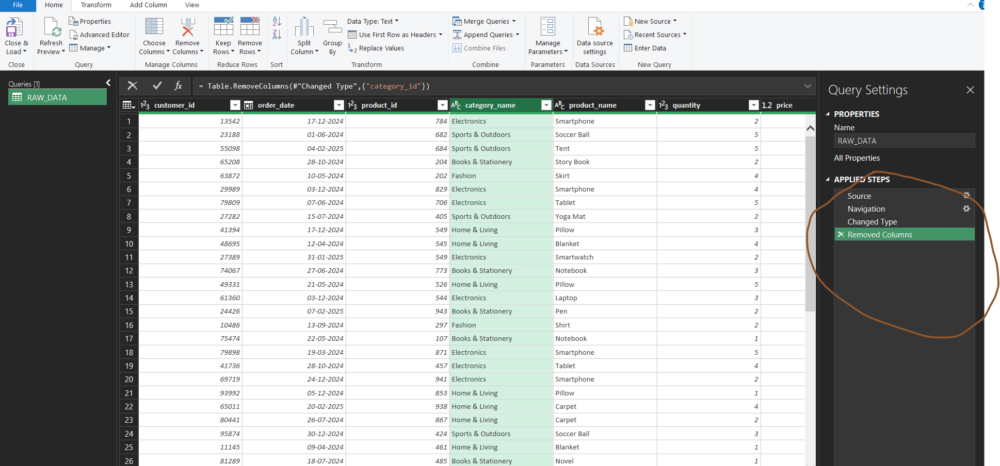 File Home Transform Add Column View
Close & Load
Close
Refresh Preview
Properties
Advanced Editor
Manage
Query
Choose Columns
Remove Columns
Manage Columns
Keep Rows
Remove Rows
Reduce Rows
Sort
Split Column
Group By
Data Type: Text
Use First Row as Headers
Replace Values
Transform
Merge Queries
Append Queries
Combine Files
Combine
Manage Parameters
Parameters
Data source settings
Data Sources
New Source
Recent Sources
Enter Data
New Query
Queries [1]
RAW_DATA
fx = Table.RemoveColumns(#"Changed Type",{"category_id"})
customer_id order_date product_id category_name product_name quantity 1.2 price
1 13542 17-12-2024 784 Electronics Smartphone 2
2 23188 01-06-2024 682 Sports & Outdoors Soccer Ball 5
3 55098 04-02-2025 684 Sports & Outdoors Tent 5
4 65208 28-10-2024 204 Books & Stationery Story Book 2
5 63872 10-05-2024 202 Fashion Skirt 4
6 29989 03-12-2024 829 Electronics Smartphone 4
7 79809 07-06-2024 706 Electronics Tablet 5
8 27282 15-07-2024 405 Sports & Outdoors Yoga Mat 2
9 41394 17-12-2024 549 Home & Living Pillow 3
10 48695 12-04-2024 545 Home & Living Blanket 4
11 27389 31-01-2025 549 Electronics Smartwatch 2
12 74067 27-06-2024 773 Books & Stationery Notebook 3
13 49331 21-05-2024 526 Home & Living Pillow 5
14 61360 03-12-2024 544 Electronics Laptop 3
15 24426 07-02-2025 943 Books & Stationery Pen 2
16 10486 13-09-2024 297 Fashion Shirt 2
17 75474 22-05-2024 107 Books & Stationery Notebook 1
18 79898 19-03-2024 871 Electronics Smartphone 5
19 41736 28-10-2024 457 Electronics Tablet 4
20 69719 24-12-2024 941 Electronics Smartphone 2
21 93992 05-12-2024 853 Home & Living Pillow 1
22 65011 20-02-2025 938 Home & Living Carpet 4
23 80441 26-07-2024 867 Home & Living Carpet 2
24 95874 30-12-2024 424 Sports & Outdoors Soccer Ball 3
25 11145 09-04-2024 461 Home & Living Blanket 1
26 81289 18-07-2024 485 Books & Stationery Novel 1
Query Settings
PROPERTIES
Name
RAW_DATA
All Properties
APPLIED STEPS
Source
Navigation
Changed Type
Removed Columns